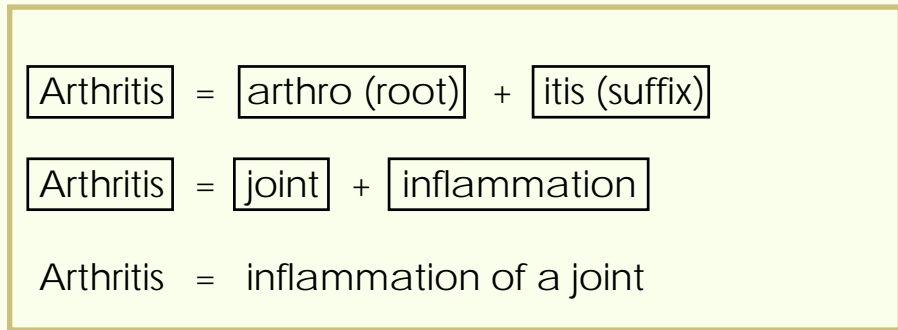 Arthritis = arthro (root) + itis (suffix)
Arthritis = joint + inflammation
Arthritis = inflammation of a joint